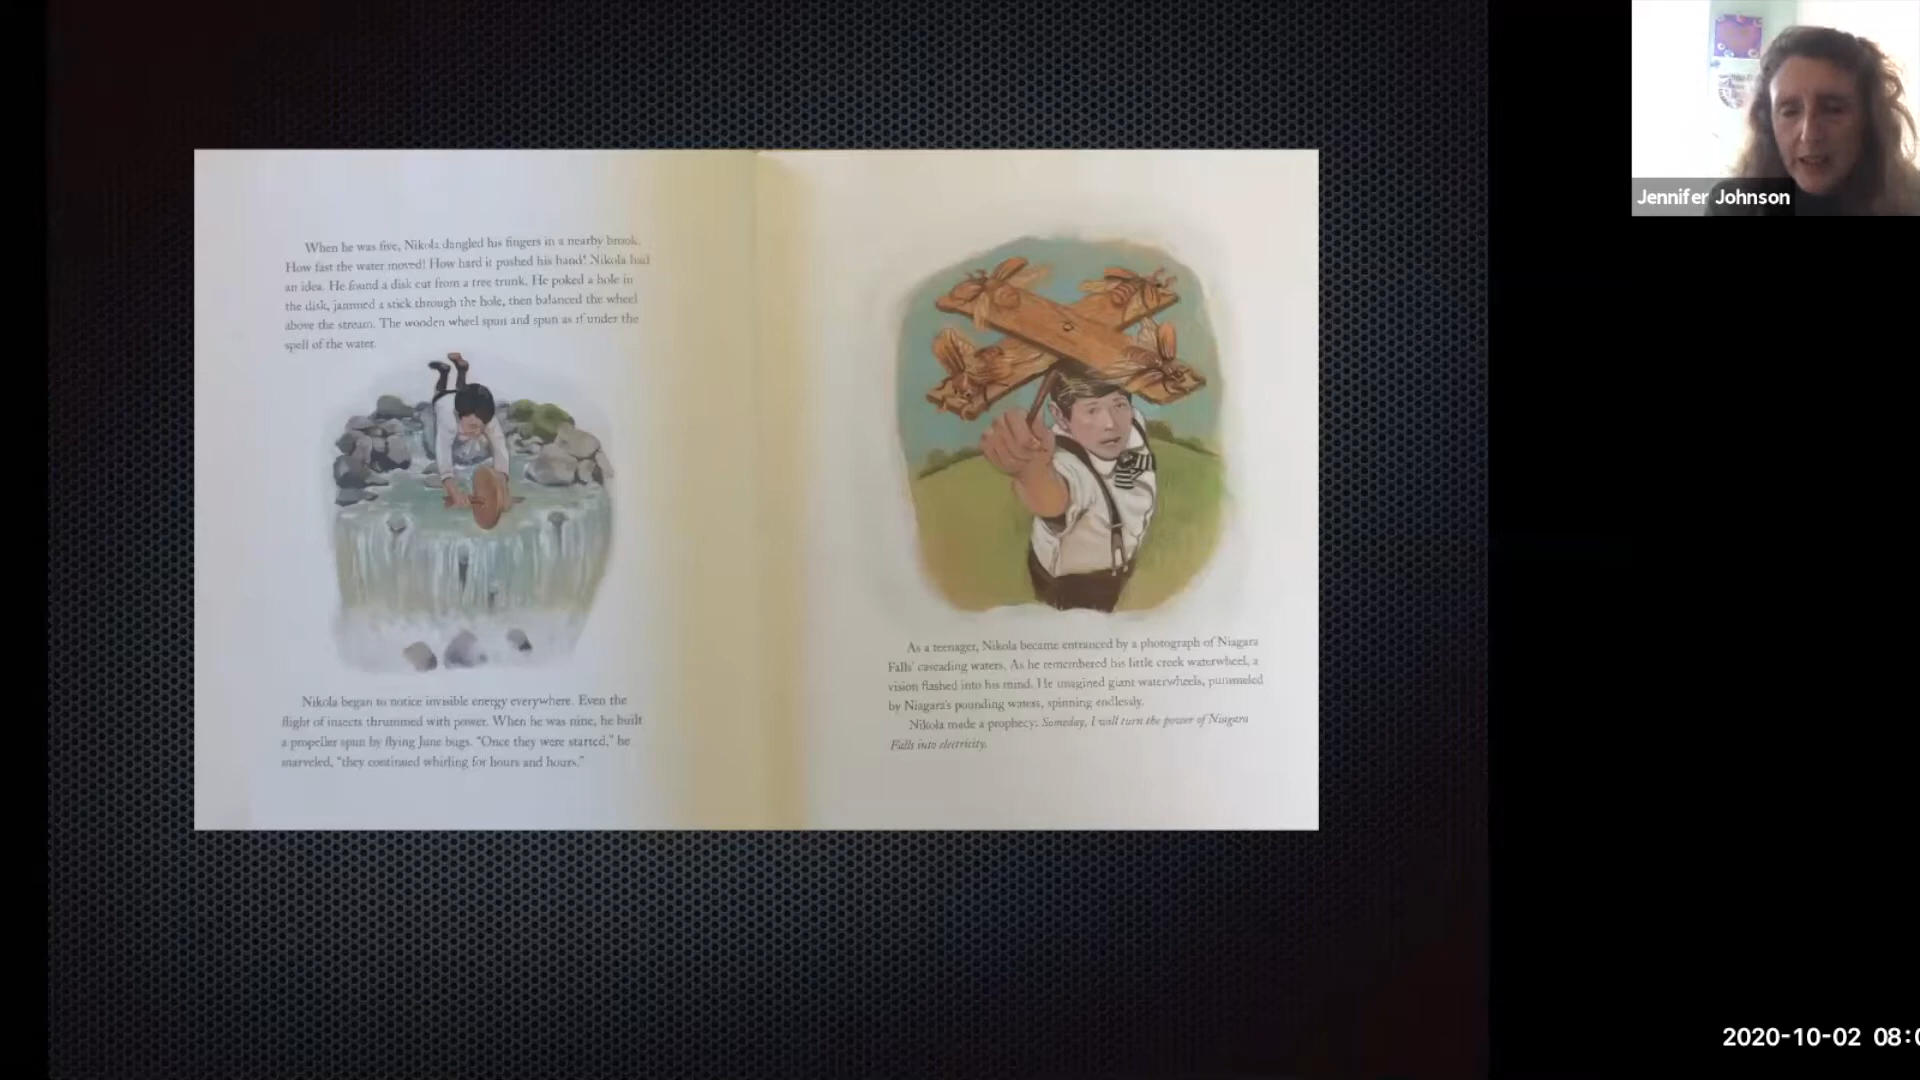 When he was five, Nikola dangled his fingers in a nearby brook.
How fast the water moved! How hard it pushed his hand! Nikola had
an idea. He found a disk cut from a tree trunk. He poked a hole in
the disk, jammed a stick through the hole, then balanced the wheel
above the stream. The wooden wheel spun and spun as if under the
spell of the water.
Nikola began to notice invisible energy everywhere. Even the
flight of insects thrummed with power. When he was nine, he built
a propeller spun by flying June bugs. “Once they were started,” he
marveled, “they continued whirling for hours and hours.”
As a teenager, Nikola became entranced by a photograph of Niagara
Falls’ cascading waters. As he remembered his little creek waterwheel, a
vision flashed into his mind. He imagined giant waterwheels, pummeled
by Niagara’s pounding waters, spinning endlessly.
Nikola made a prophecy: Someday, I will turn the power of Niagara
Falls into electricity.
Jennifer Johnson
2020-10-02 08:0